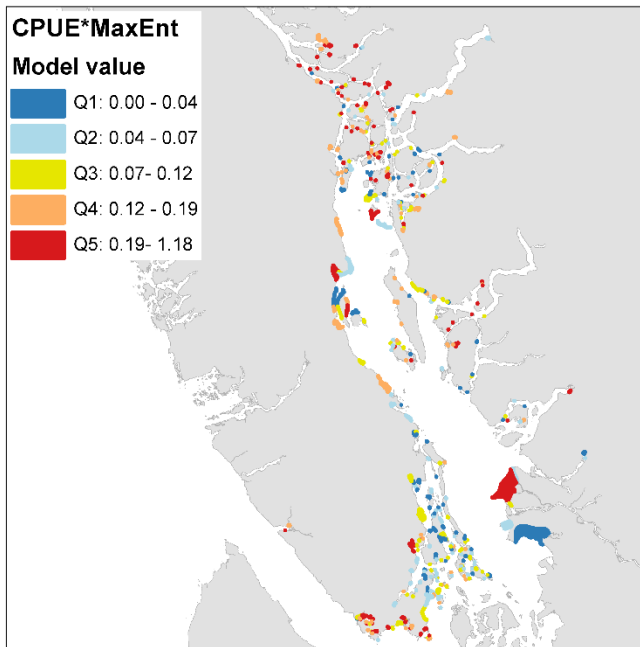 CPUE*MaxEnt
Model value
Q1: 0.00 - 0.04
Q2: 0.04 - 0.07
Q3: 0.07- 0.12
Q4: 0.12 - 0.19
Q5: 0.19- 1.18